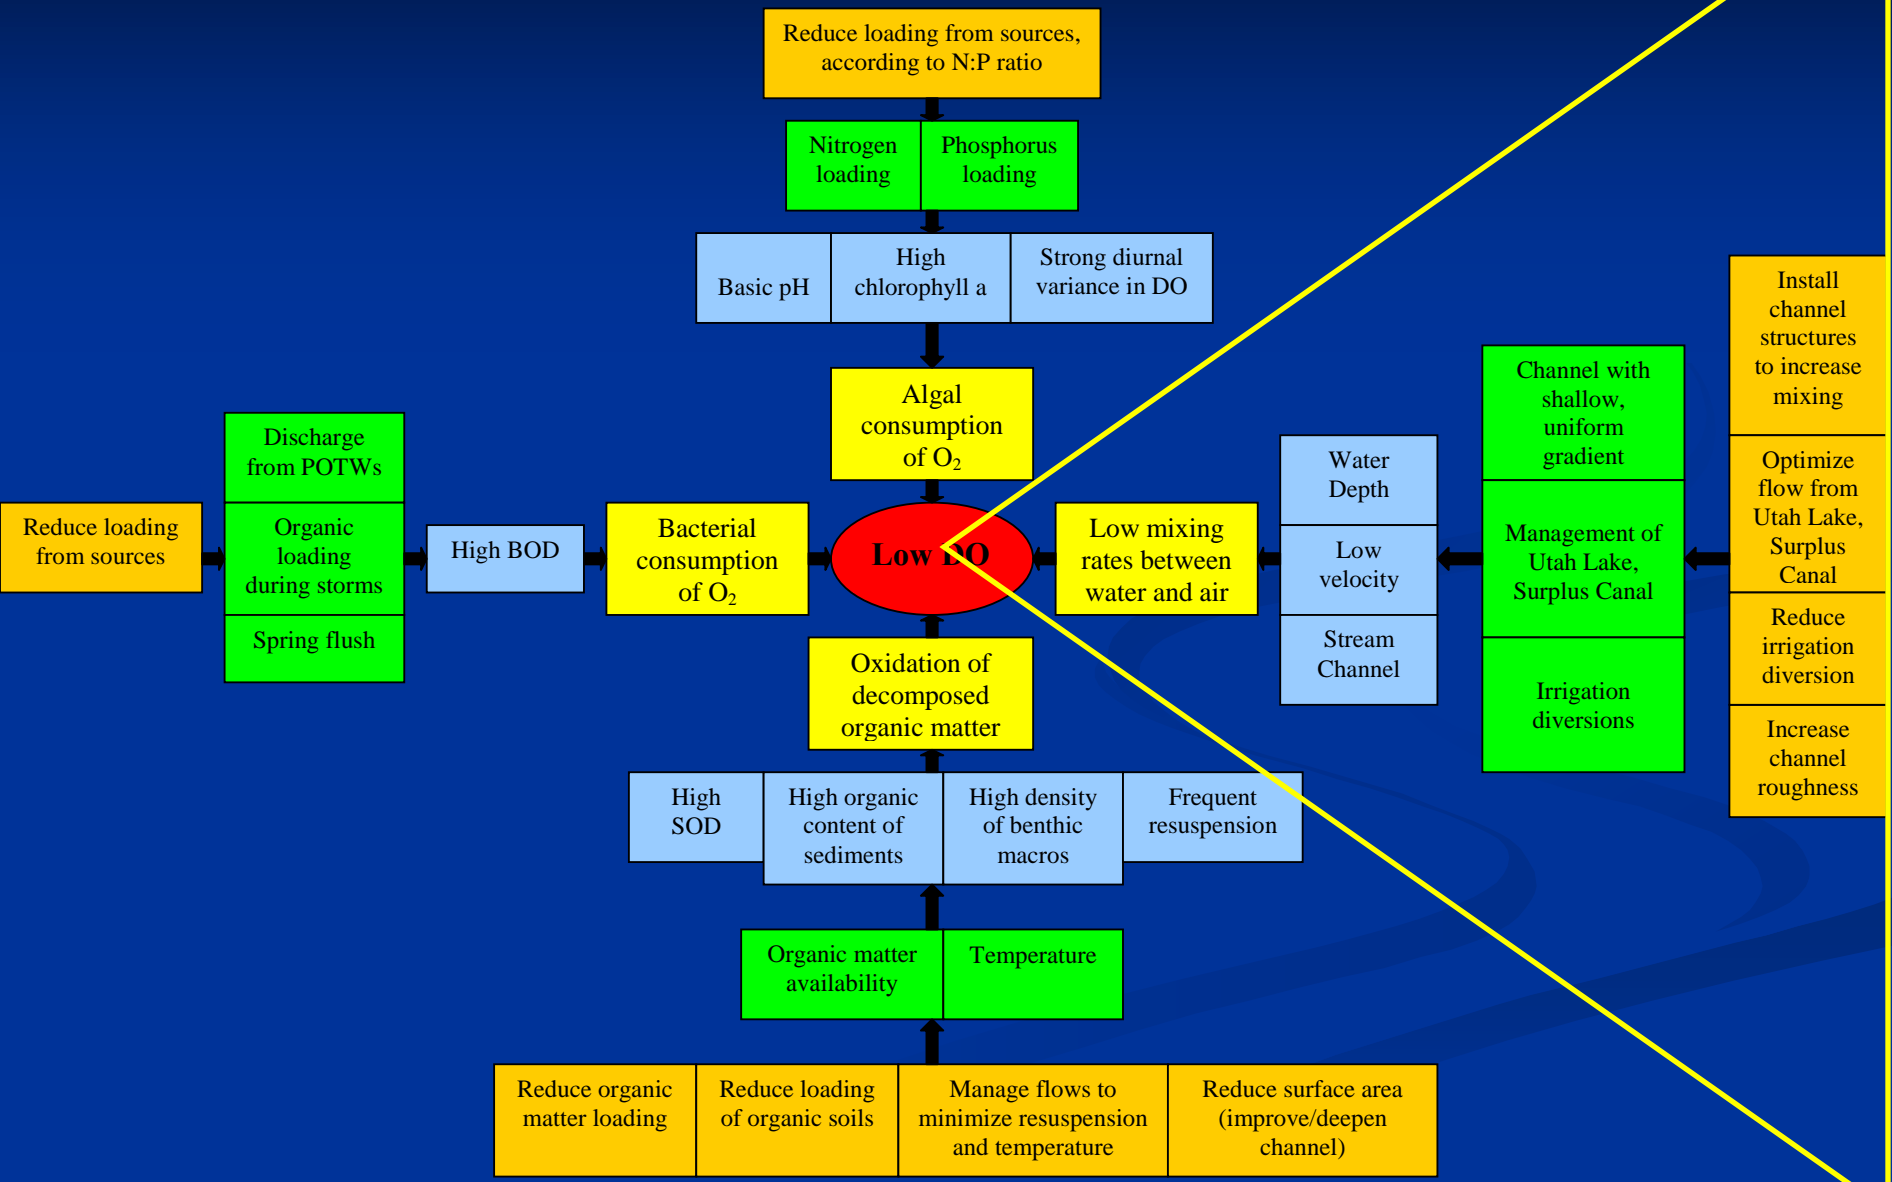 Reduce loading from sources,
according to N:P ratio
Nitrogen
loading
Phosphorus
loading
Basic pH
High
chlorophyll a
Strong diurnal
variance in DO
Algal
consumption
of O₂
Discharge
from POTWs
Organic
loading
during storms
Spring flush
Reduce loading
from sources
High BOD
Bacterial
consumption
of O₂
Low DO
Low mixing
rates between
water and air
Water
Depth
Low
velocity
Stream
Channel
Channel with
shallow,
uniform
gradient
Management of
Utah Lake,
Surplus Canal
Irrigation
diversions
Install
channel
structures
to increase
mixing
Optimize
flow from
Utah Lake,
Surplus
Canal
Reduce
irrigation
diversion
Increase
channel
roughness
Oxidation of
decomposed
organic matter
High
SOD
High organic
content of
sediments
High density
of benthic
macros
Frequent
resuspension
Organic matter
availability
Temperature
Reduce organic
matter loading
Reduce loading
of organic soils
Manage flows to
minimize resuspension
and temperature
Reduce surface area
(improve/deepen
channel)